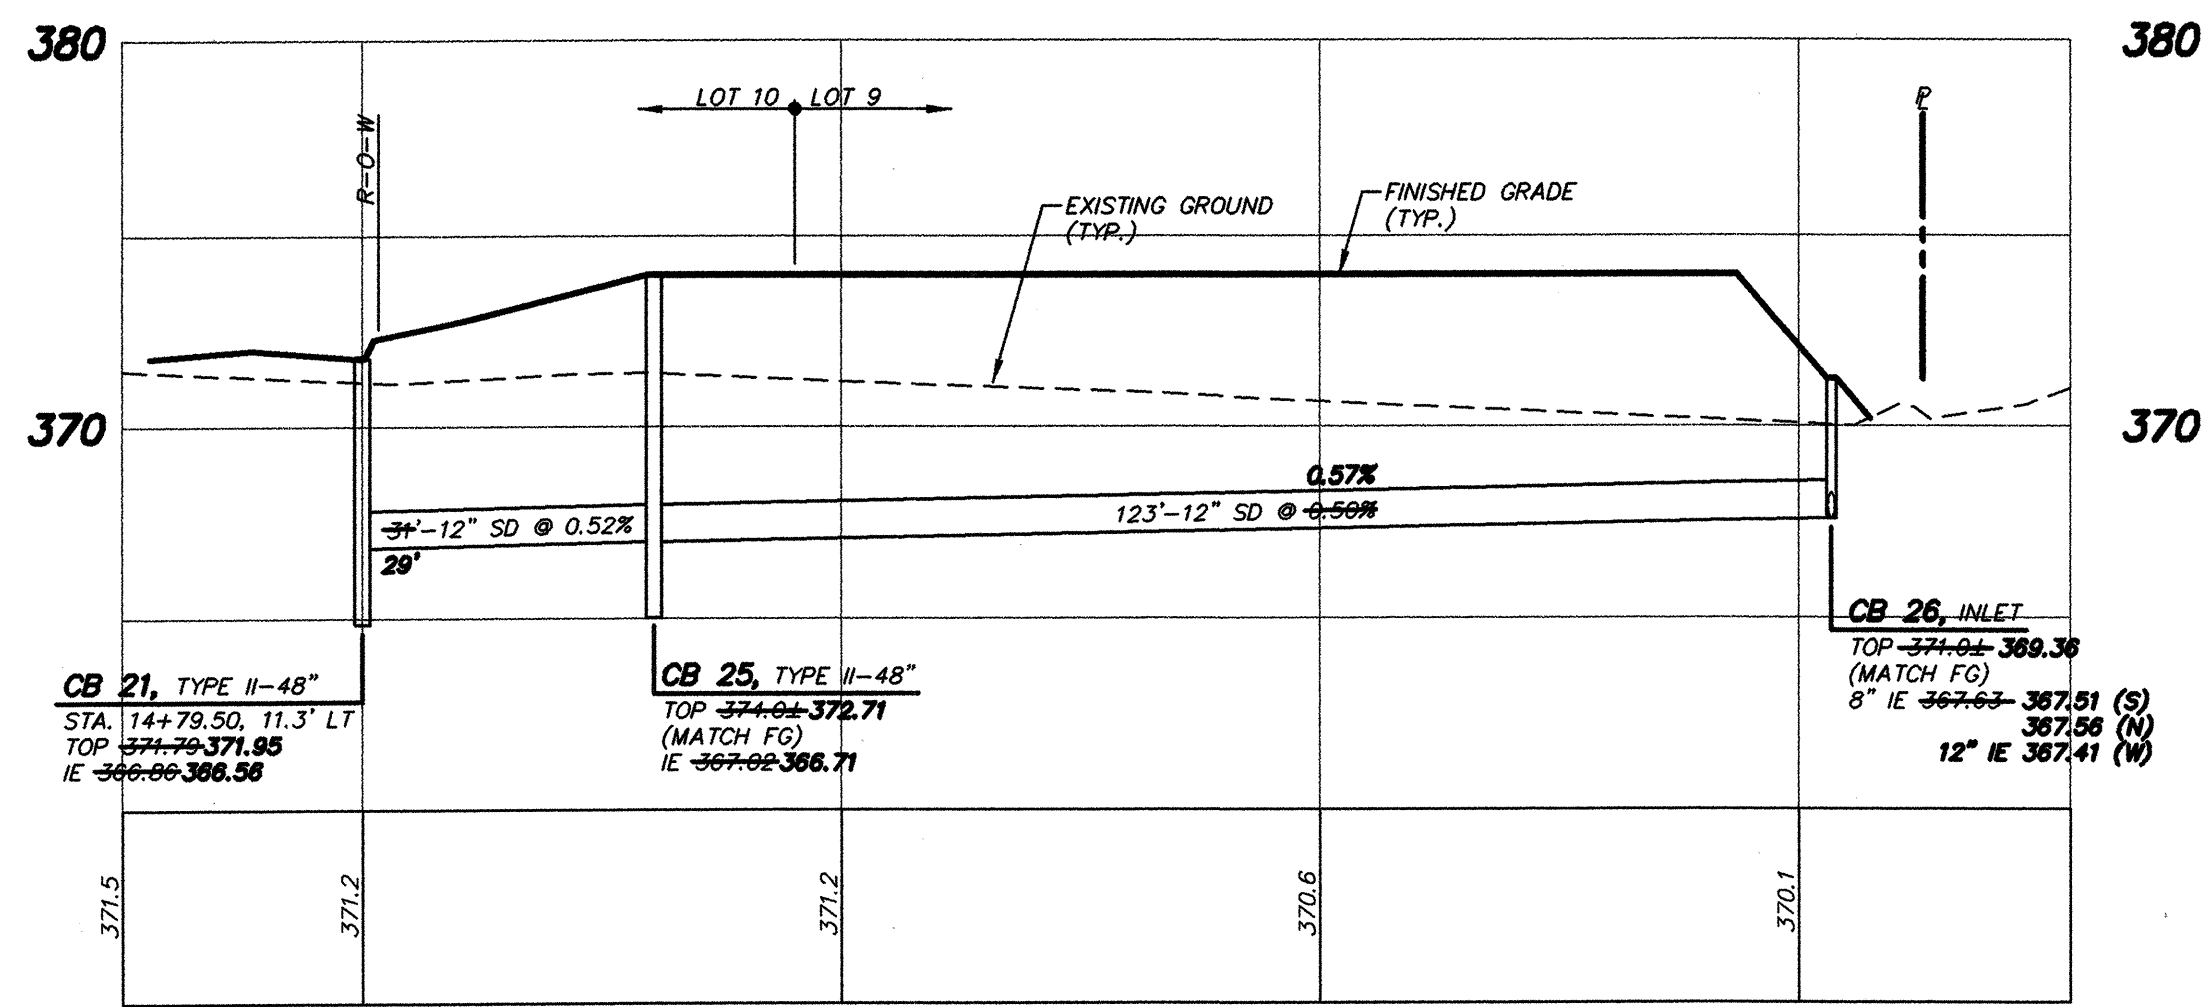 380
380
LOT 10 LOT 9
R-O-W
PL
EXISTING GROUND
(TYP.)
FINISHED GRADE
(TYP.)
370
370
0.57%
123'-12" SD @ 0.50%
31'-12" SD @ 0.52%
29'
CB 21, TYPE II-48"
STA. 14+79.50, 11.3' LT
TOP 371.79 371.95
IE 366.86 366.56
CB 25, TYPE II-48"
TOP 374.0± 372.71
(MATCH FG)
IE 367.02 366.71
CB 26, INLET
TOP 371.0± 369.36
(MATCH FG)
8" IE 367.63 367.51 (S)
367.56 (N)
12" IE 367.41 (W)
371.5
371.2
371.2
370.6
370.1